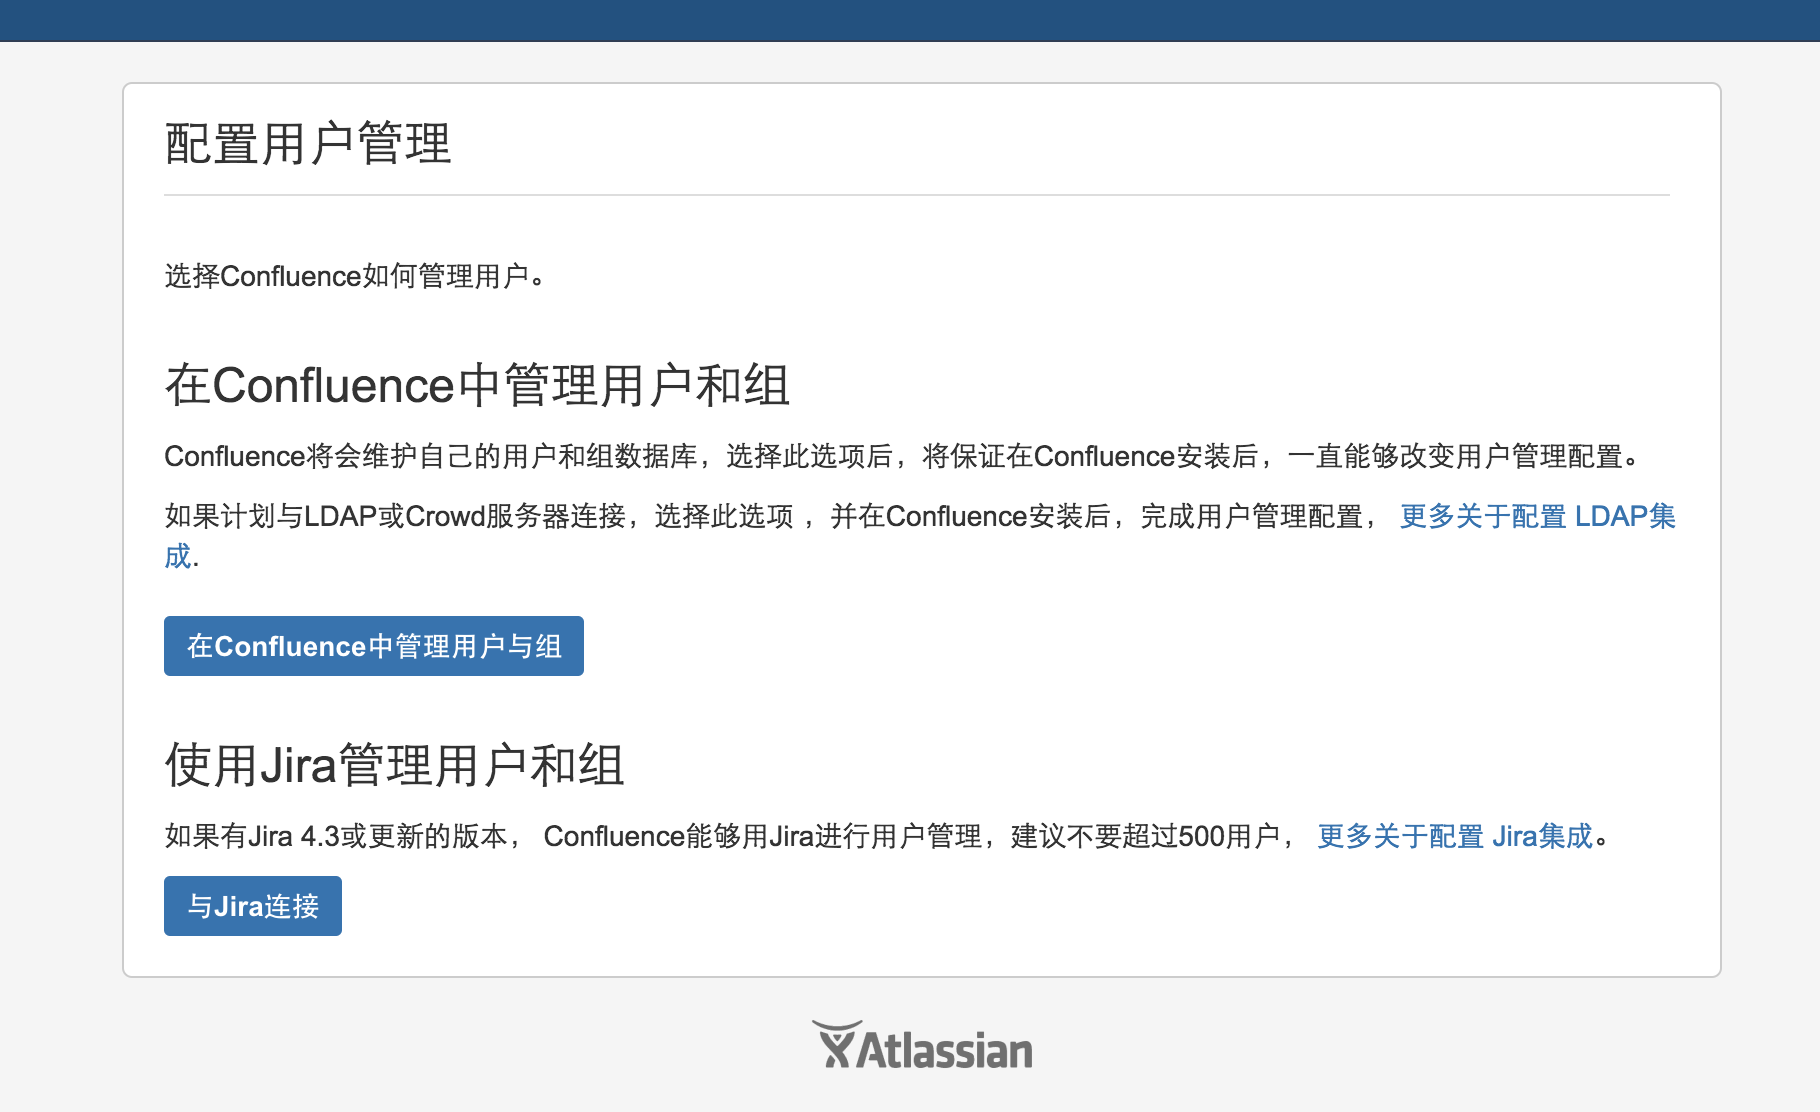 配置用户管理
选择Confluence如何管理用户。
在Confluence中管理用户和组
Confluence将会维护自己的用户和组数据库，选择此选项后，将保证在Confluence安装后，一直能够改变用户管理配置。
如果计划与LDAP或Crowd服务器连接，选择此选项 ，并在Confluence安装后，完成用户管理配置， 更多关于配置 LDAP集
成.
在Confluence中管理用户与组
使用Jira管理用户和组
如果有Jira 4.3或更新的版本， Confluence能够用Jira进行用户管理，建议不要超过500用户， 更多关于配置 Jira集成。
与Jira连接
Atlassian